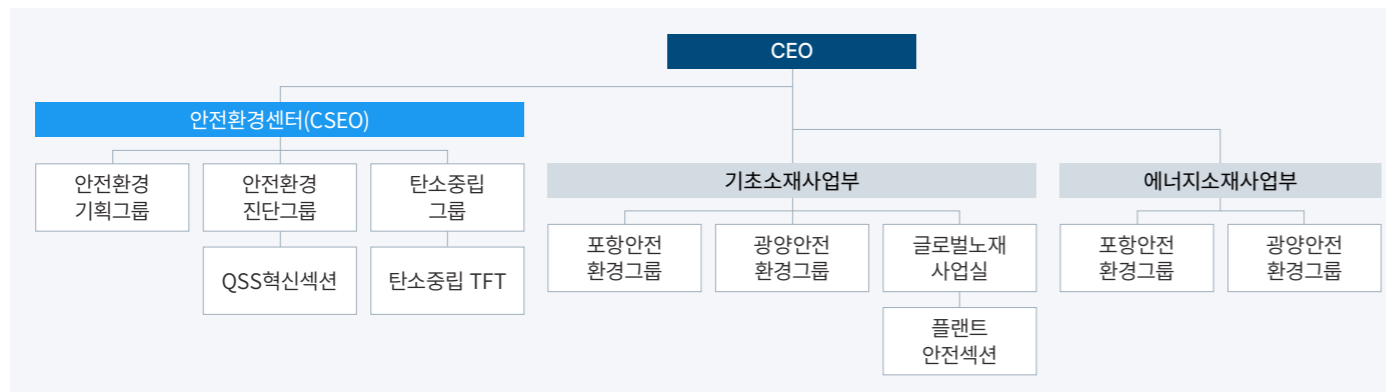 CEO
안전환경센터(CSEO)
안전환경
기획그룹
안전환경
진단그룹
탄소중립
그룹
QSS혁신섹션
탄소중립 TFT
기초소재사업부
포항안전
환경그룹
광양안전
환경그룹
글로벌노재
사업실
플랜트
안전섹션
에너지소재사업부
포항안전
환경그룹
광양안전
환경그룹